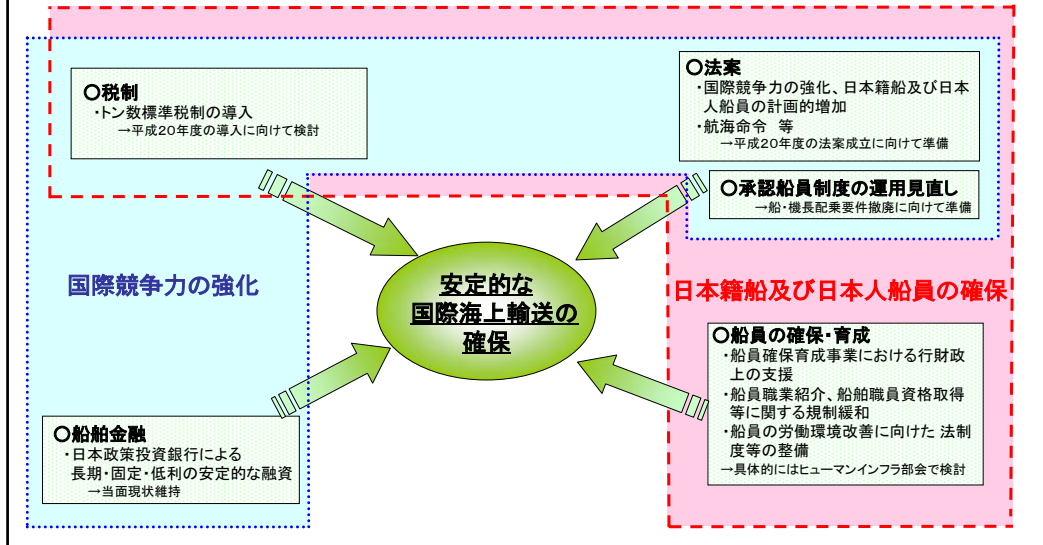 〇税制
・トン数標準税制の導入
→平成20年度の導入に向けて検討
〇法案
・国際競争力の強化、日本籍船及び日本
人船員の計画的増加
・航海命令 等
→平成20年度の法案成立に向けて準備
〇承認船員制度の運用見直し
→船・機長配乗要件撤廃に向けて準備
国際競争力の強化
安定的な
国際海上輸送の
確保
日本籍船及び日本人船員の確保
〇船舶金融
・日本政策投資銀行による
長期・固定・低利の安定的な融資
→当面現状維持
〇船員の確保・育成
・船員確保育成事業における行財政
上の支援
・船員職業紹介、船舶職員資格取得
等に関する規制緩和
・船員の労働環境改善に向けた 法制
度等の整備
→具体的にはヒューマンインフラ部会で検討